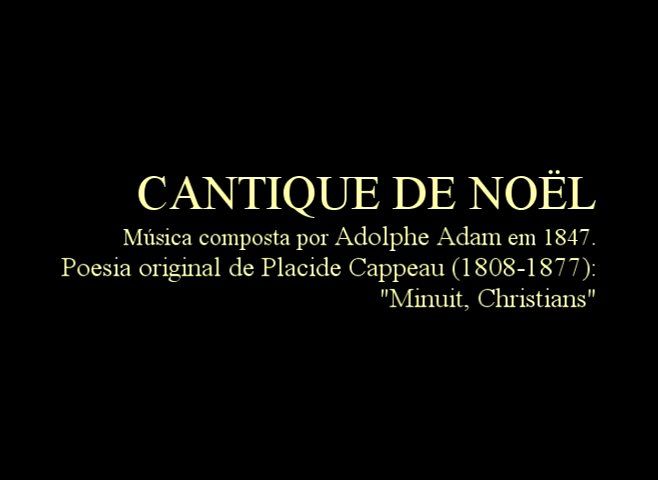 CANTIQUE DE NOËL
Música composta por Adolphe Adam em 1847.
Poesia original de Placide Cappeau (1808-1877):
"Minuit, Christians"